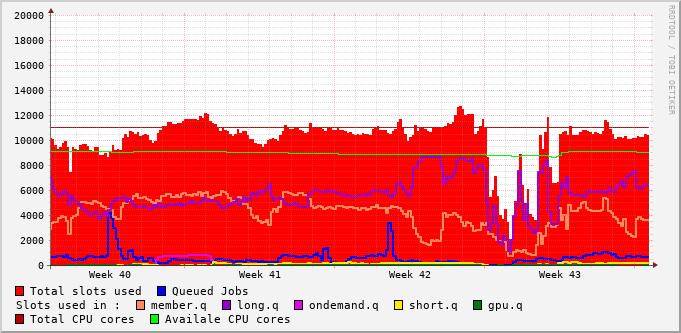 20000
18000
16000
14000
12000
10000
8000
6000
4000
2000
0
Week 40 Week 41 Week 42 Week 43
RRDTOOL / TOBI OETIKER
Total slots used Queued Jobs
Slots used in : member.q long.q ondemand.q short.q gpu.q
Total CPU cores Availale CPU cores